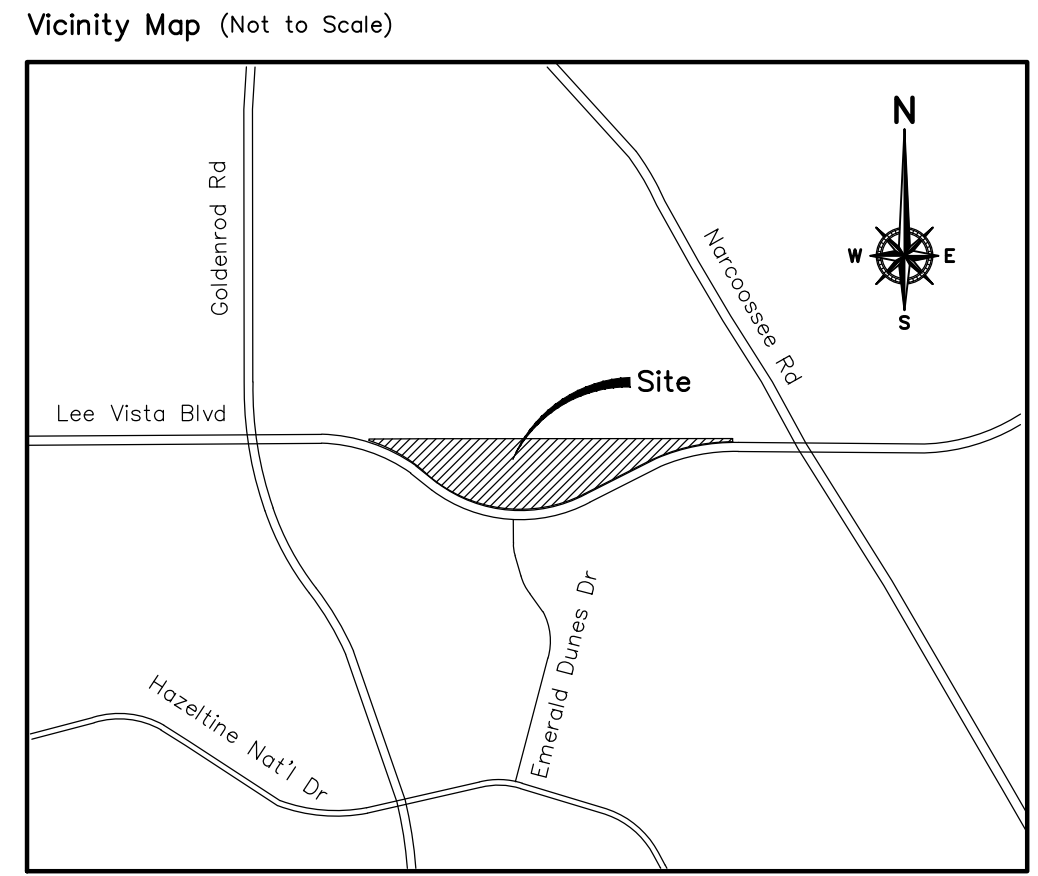 Vicinity Map (Not to Scale)
N
W
E
S
Goldenrod Rd
Narcoossee Rd
Site
Lee Vista Blvd
Emerald Dunes Dr
Hazeltine Nat'l Dr